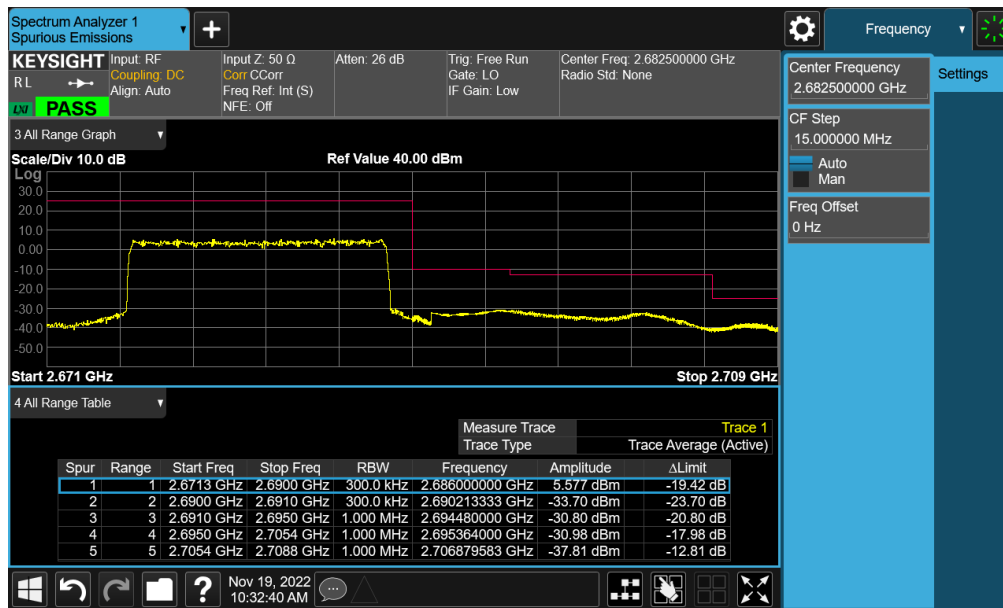 Spectrum Analyzer 1
Spurious Emissions
+
Frequency
KEYSIGHT
R L
LXI
PASS
Input: RF
Coupling: DC
Align: Auto
Input Z: 50 Ω
Corr CCorr
Freq Ref: Int (S)
NFE: Off
Atten: 26 dB
Trig: Free Run
Gate: LO
IF Gain: Low
Center Freq: 2.682500000 GHz
Radio Std: None
Center Frequency
2.682500000 GHz
Settings
CF Step
15.000000 MHz
Auto
Man
Freq Offset
0 Hz
3 All Range Graph
Scale/Div 10.0 dB Ref Value 40.00 dBm
Log
30.0
20.0
10.0
0.00
-10.0
-20.0
-30.0
-40.0
-50.0
Start 2.671 GHz Stop 2.709 GHz
4 All Range Table
Measure Trace Trace 1
Trace Type Trace Average (Active)
Spur Range Start Freq Stop Freq RBW Frequency Amplitude ΔLimit
1 1 2.6713 GHz 2.6900 GHz 300.0 kHz 2.686000000 GHz 5.577 dBm -19.42 dB
2 2 2.6900 GHz 2.6910 GHz 300.0 kHz 2.690213333 GHz -33.70 dBm -23.70 dB
3 3 2.6910 GHz 2.6950 GHz 1.000 MHz 2.694480000 GHz -30.80 dBm -20.80 dB
4 4 2.6950 GHz 2.7054 GHz 1.000 MHz 2.695364000 GHz -30.98 dBm -17.98 dB
5 5 2.7054 GHz 2.7088 GHz 1.000 MHz 2.706879583 GHz -37.81 dBm -12.81 dB
?
Nov 19, 2022
10:32:40 AM